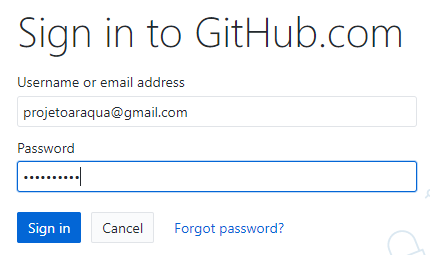 Sign in to GitHub.com
Username or email address
projetoaraqua@gmail.com
Password
••••••••••
Sign in Cancel Forgot password?